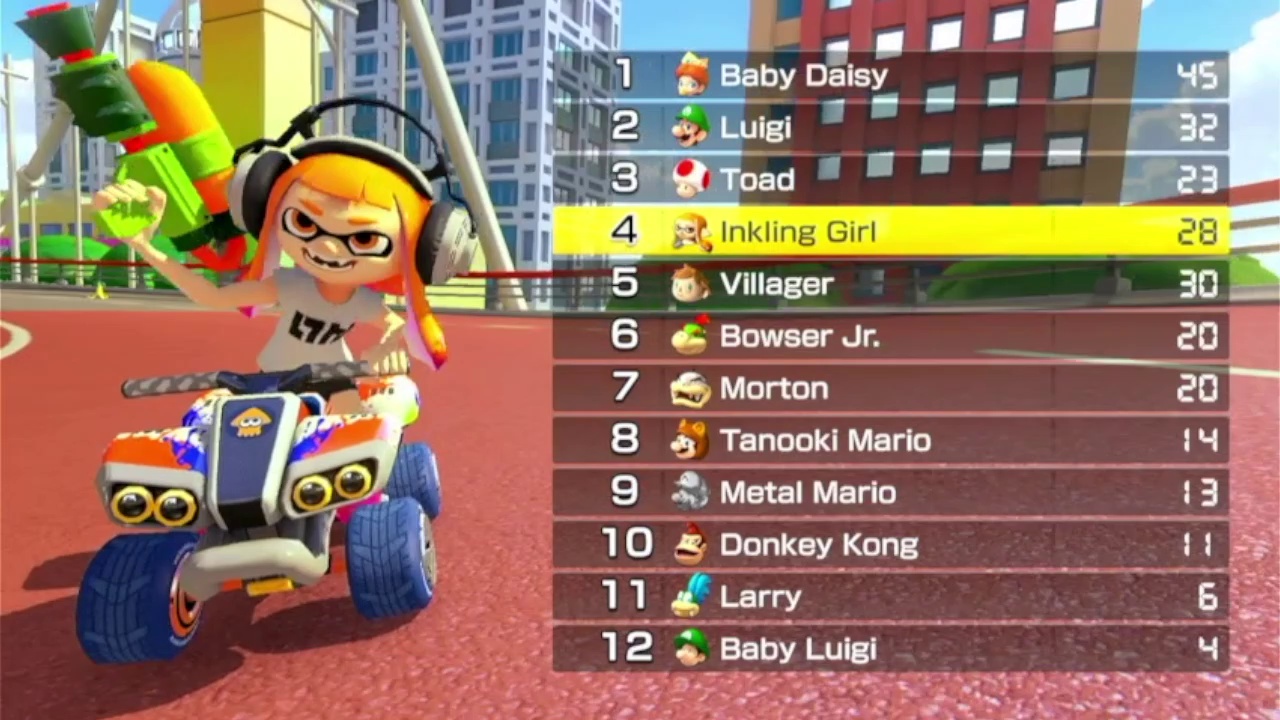 1 Baby Daisy 45
2 Luigi 32
3 Toad 23
4 Inkling Girl 28
5 Villager 30
6 Bowser Jr. 20
7 Morton 20
8 Tanooki Mario 14
9 Metal Mario 13
10 Donkey Kong 11
11 Larry 6
12 Baby Luigi 4